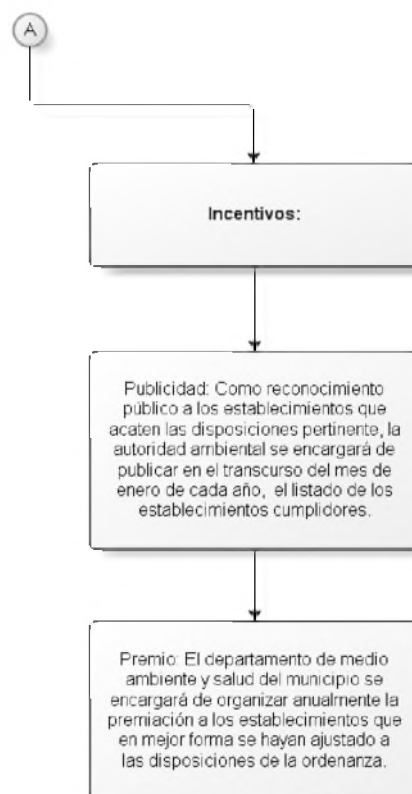 A
Incentivos:
Publicidad: Como reconocimiento
público a los establecimientos que
acaten las disposiciones pertinente, la
autoridad ambiental se encargará de
publicar en el transcurso del mes de
enero de cada año, el listado de los
establecimientos cumplidores.
Premio: El departamento de medio
ambiente y salud del municipio se
encargará de organizar anualmente la
premiación a los establecimientos que
en mejor forma se hayan ajustado a
las disposiciones de la ordenanza.